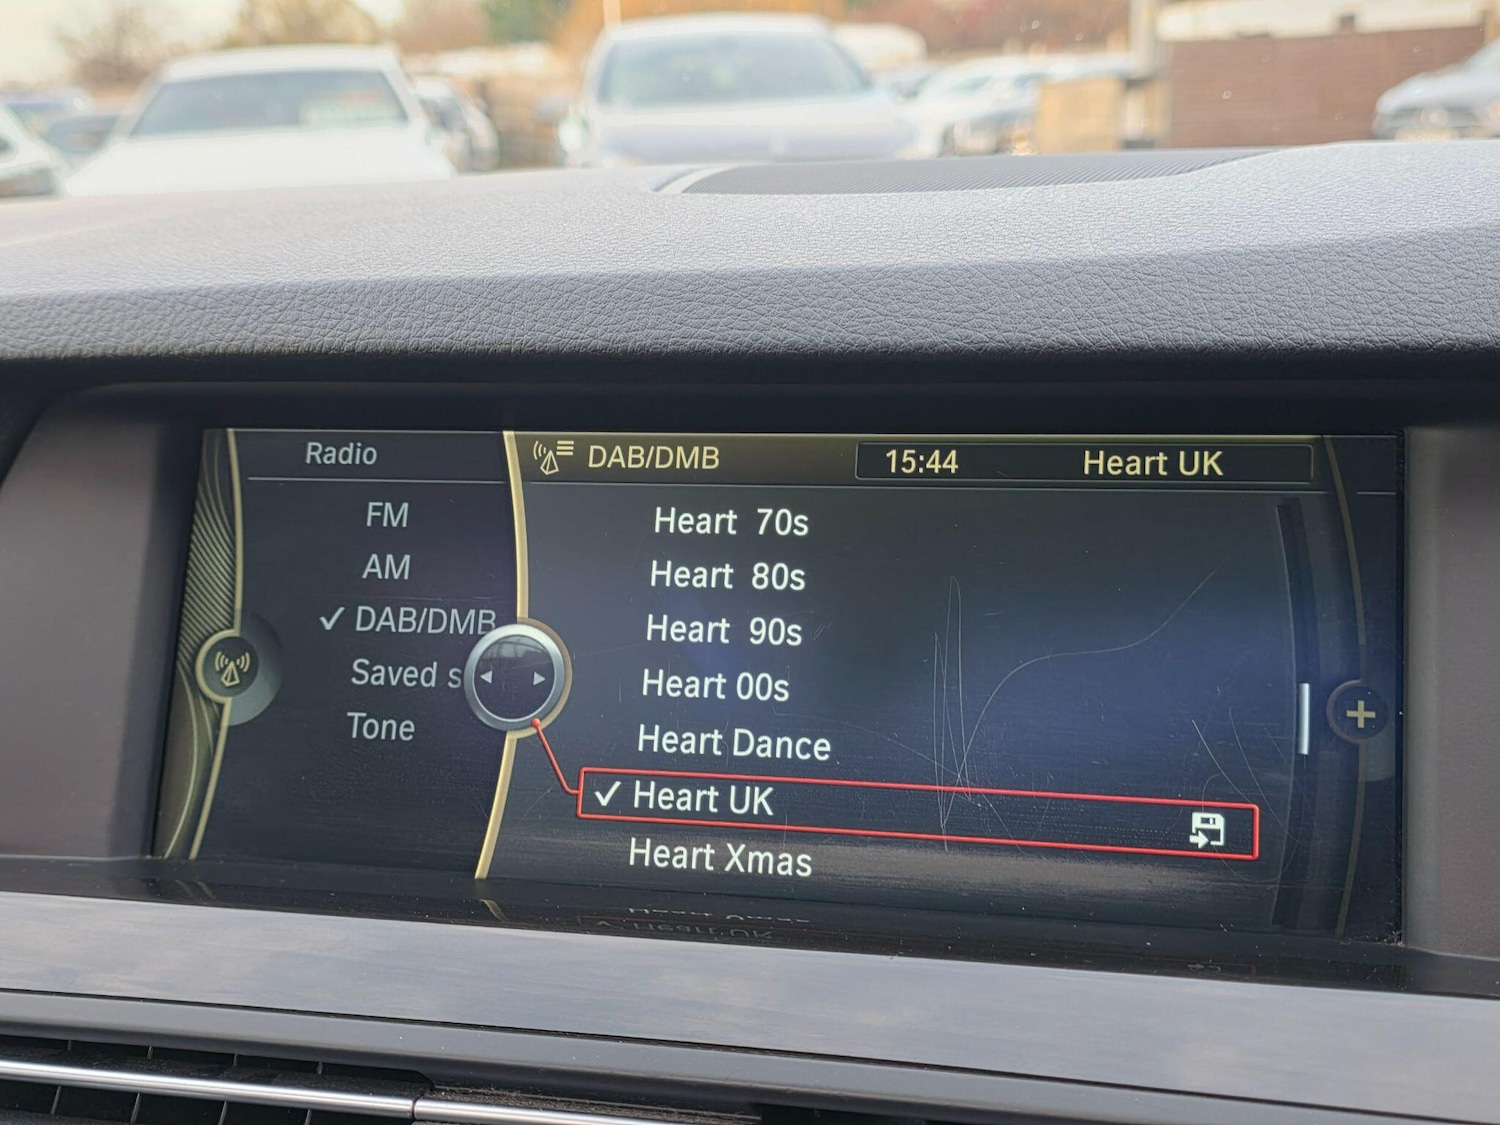 Radio
FM
AM
✓ DAB/DMB
Saved s
Tone
DAB/DMB
15:44 Heart UK
Heart 70s
Heart 80s
Heart 90s
Heart 00s
Heart Dance
✓ Heart UK
Heart Xmas